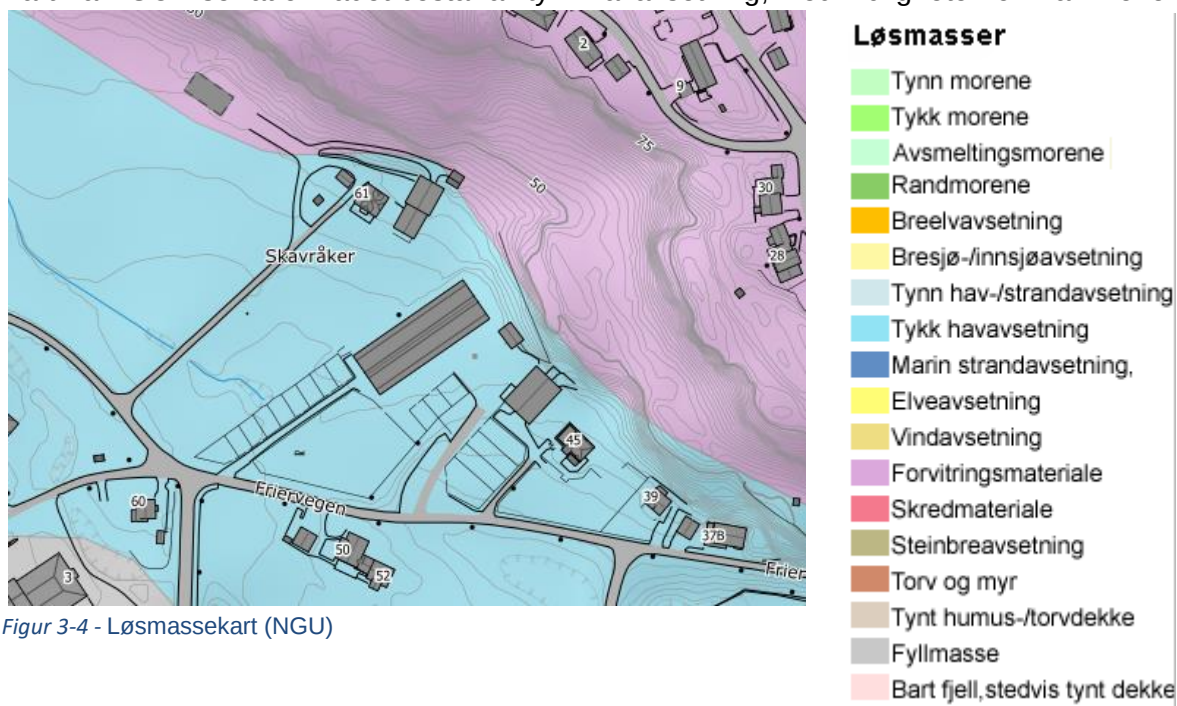 2
9
75
50
30
61
28
Skavråker
45
39
60
Friervegen
37B
50
3
52
Frier
Figur 3-4 - Løsmassekart (NGU)
Løsmasser
Tynn morene
Tykk morene
Avsmeltingsmorene
Randmorene
Breelvavsetning
Bresjø-/innsjøavsetning
Tynn hav-/strandavsetning
Tykk havavsetning
Marin strandavsetning,
Elveavsetning
Vindavsetning
Forvitringsmateriale
Skredmateriale
Steinbreavsetning
Torv og myr
Tynt humus-/torvdekke
Fyllmasse
Bart fjell,stedvis tynt dekke